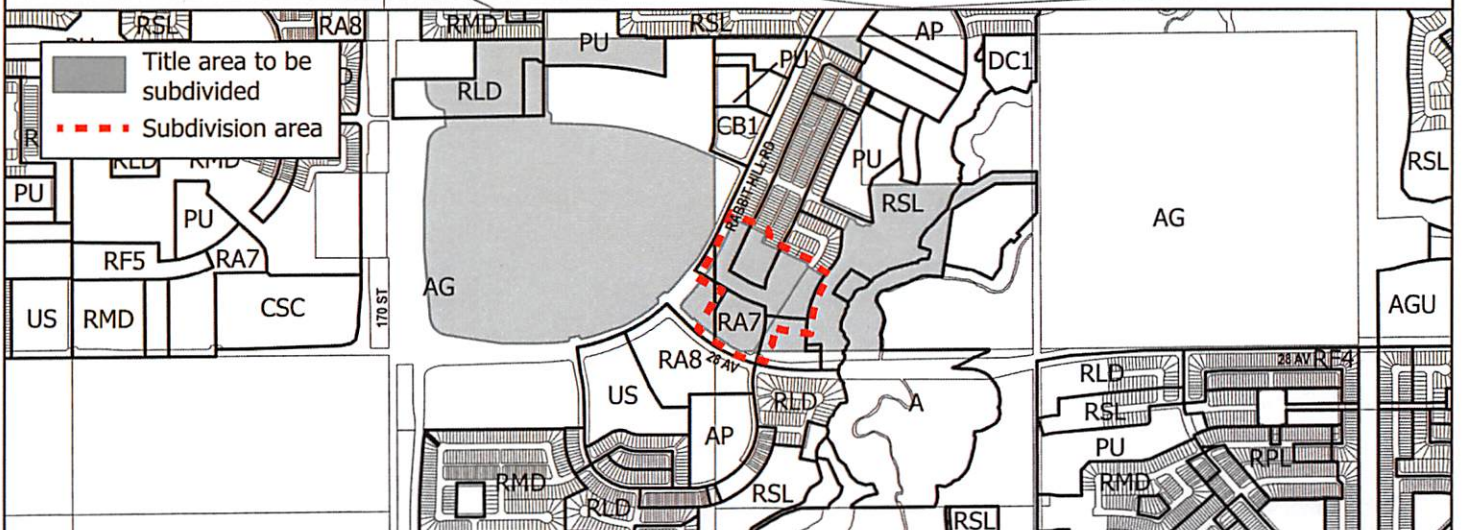 RSL
RA8
RMD
RSL
AP
PU
PU
DC1
Title area to be
subdivided
Subdivision area
RLD
CB1
RABBIT HILL RD
PU
RSL
RLD
RMD
PU
PU
RSL
AG
RF5
RA7
AG
US
RMD
CSC
170 ST
RA7
AGU
RA8
28 AV
28 AV
RF4
RLD
US
RLD
A
RSL
AP
PU
RPL
RMD
RMD
RSL
RLD
RSL